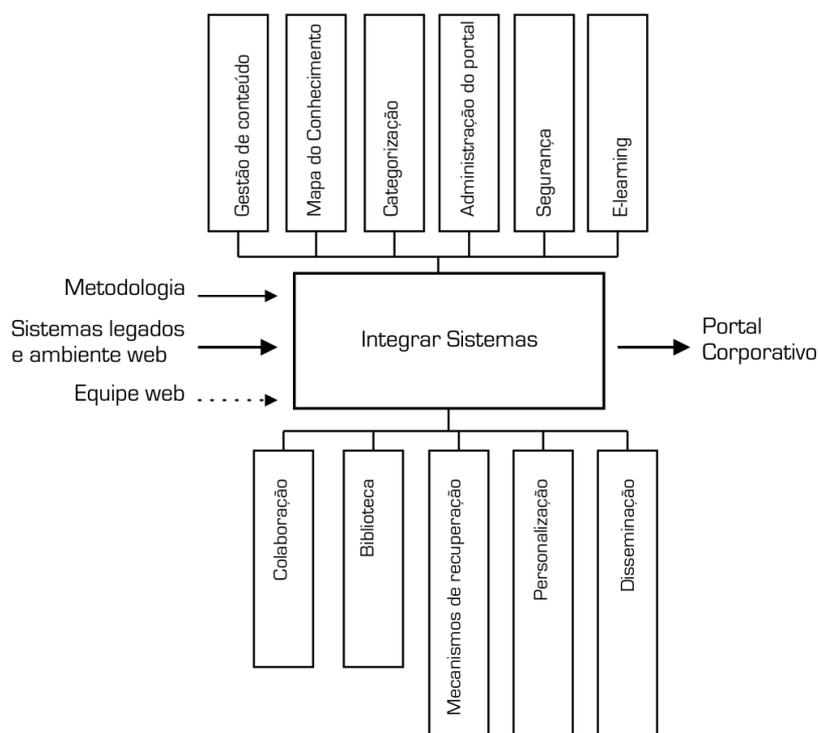 Gestão de conteúdo
Mapa do Conhecimento
Categorização
Administração do portal
Segurança
E-learning
Metodologia
Sistemas legados
e ambiente web
Equipe web
Integrar Sistemas
Portal
Corporativo
Colaboração
Biblioteca
Mecanismos de recuperação
Personalização
Disseminação